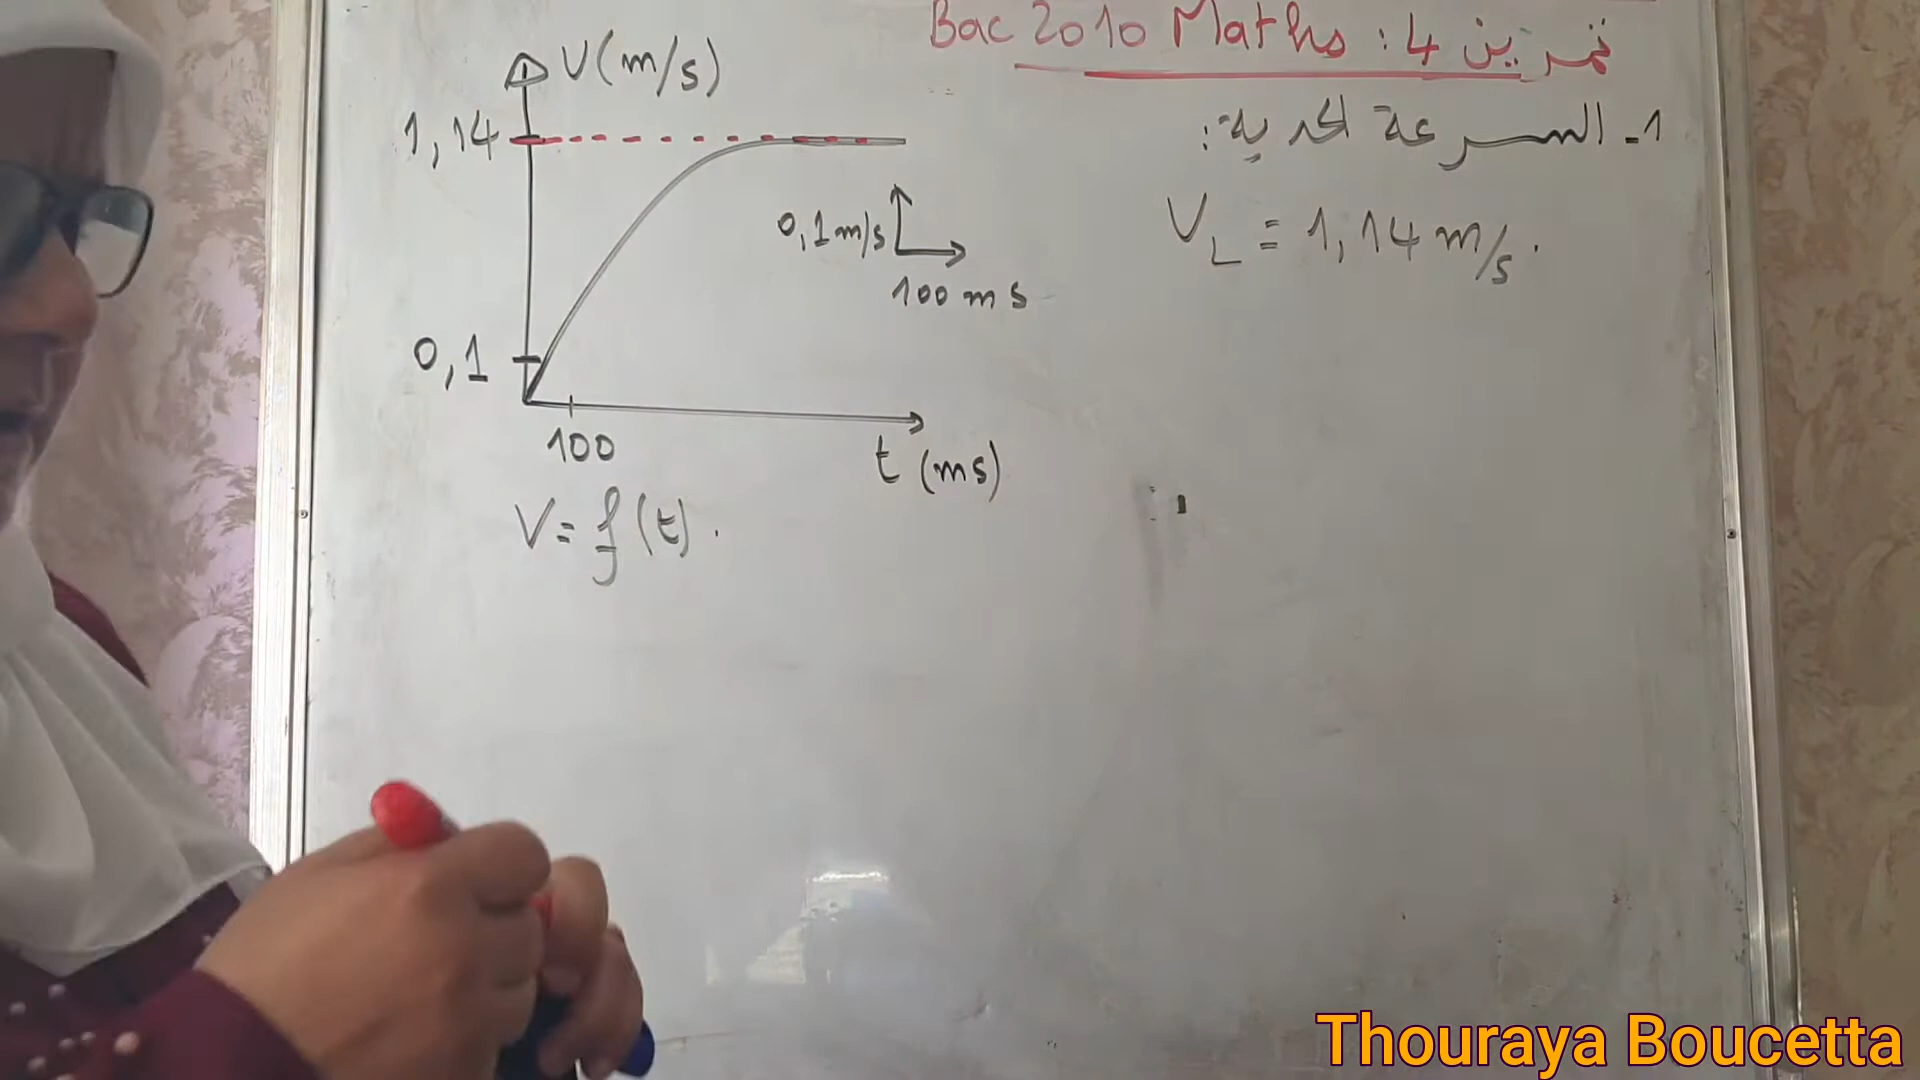 Bac 2010 Maths : 4 تمرين
V(m/s)
1,14
0,1 m/s
100 ms
0,1
100
t (ms)
V = f(t).
1- السرعة الحدية:
V_L = 1,14 m/s.
Thouraya Boucetta